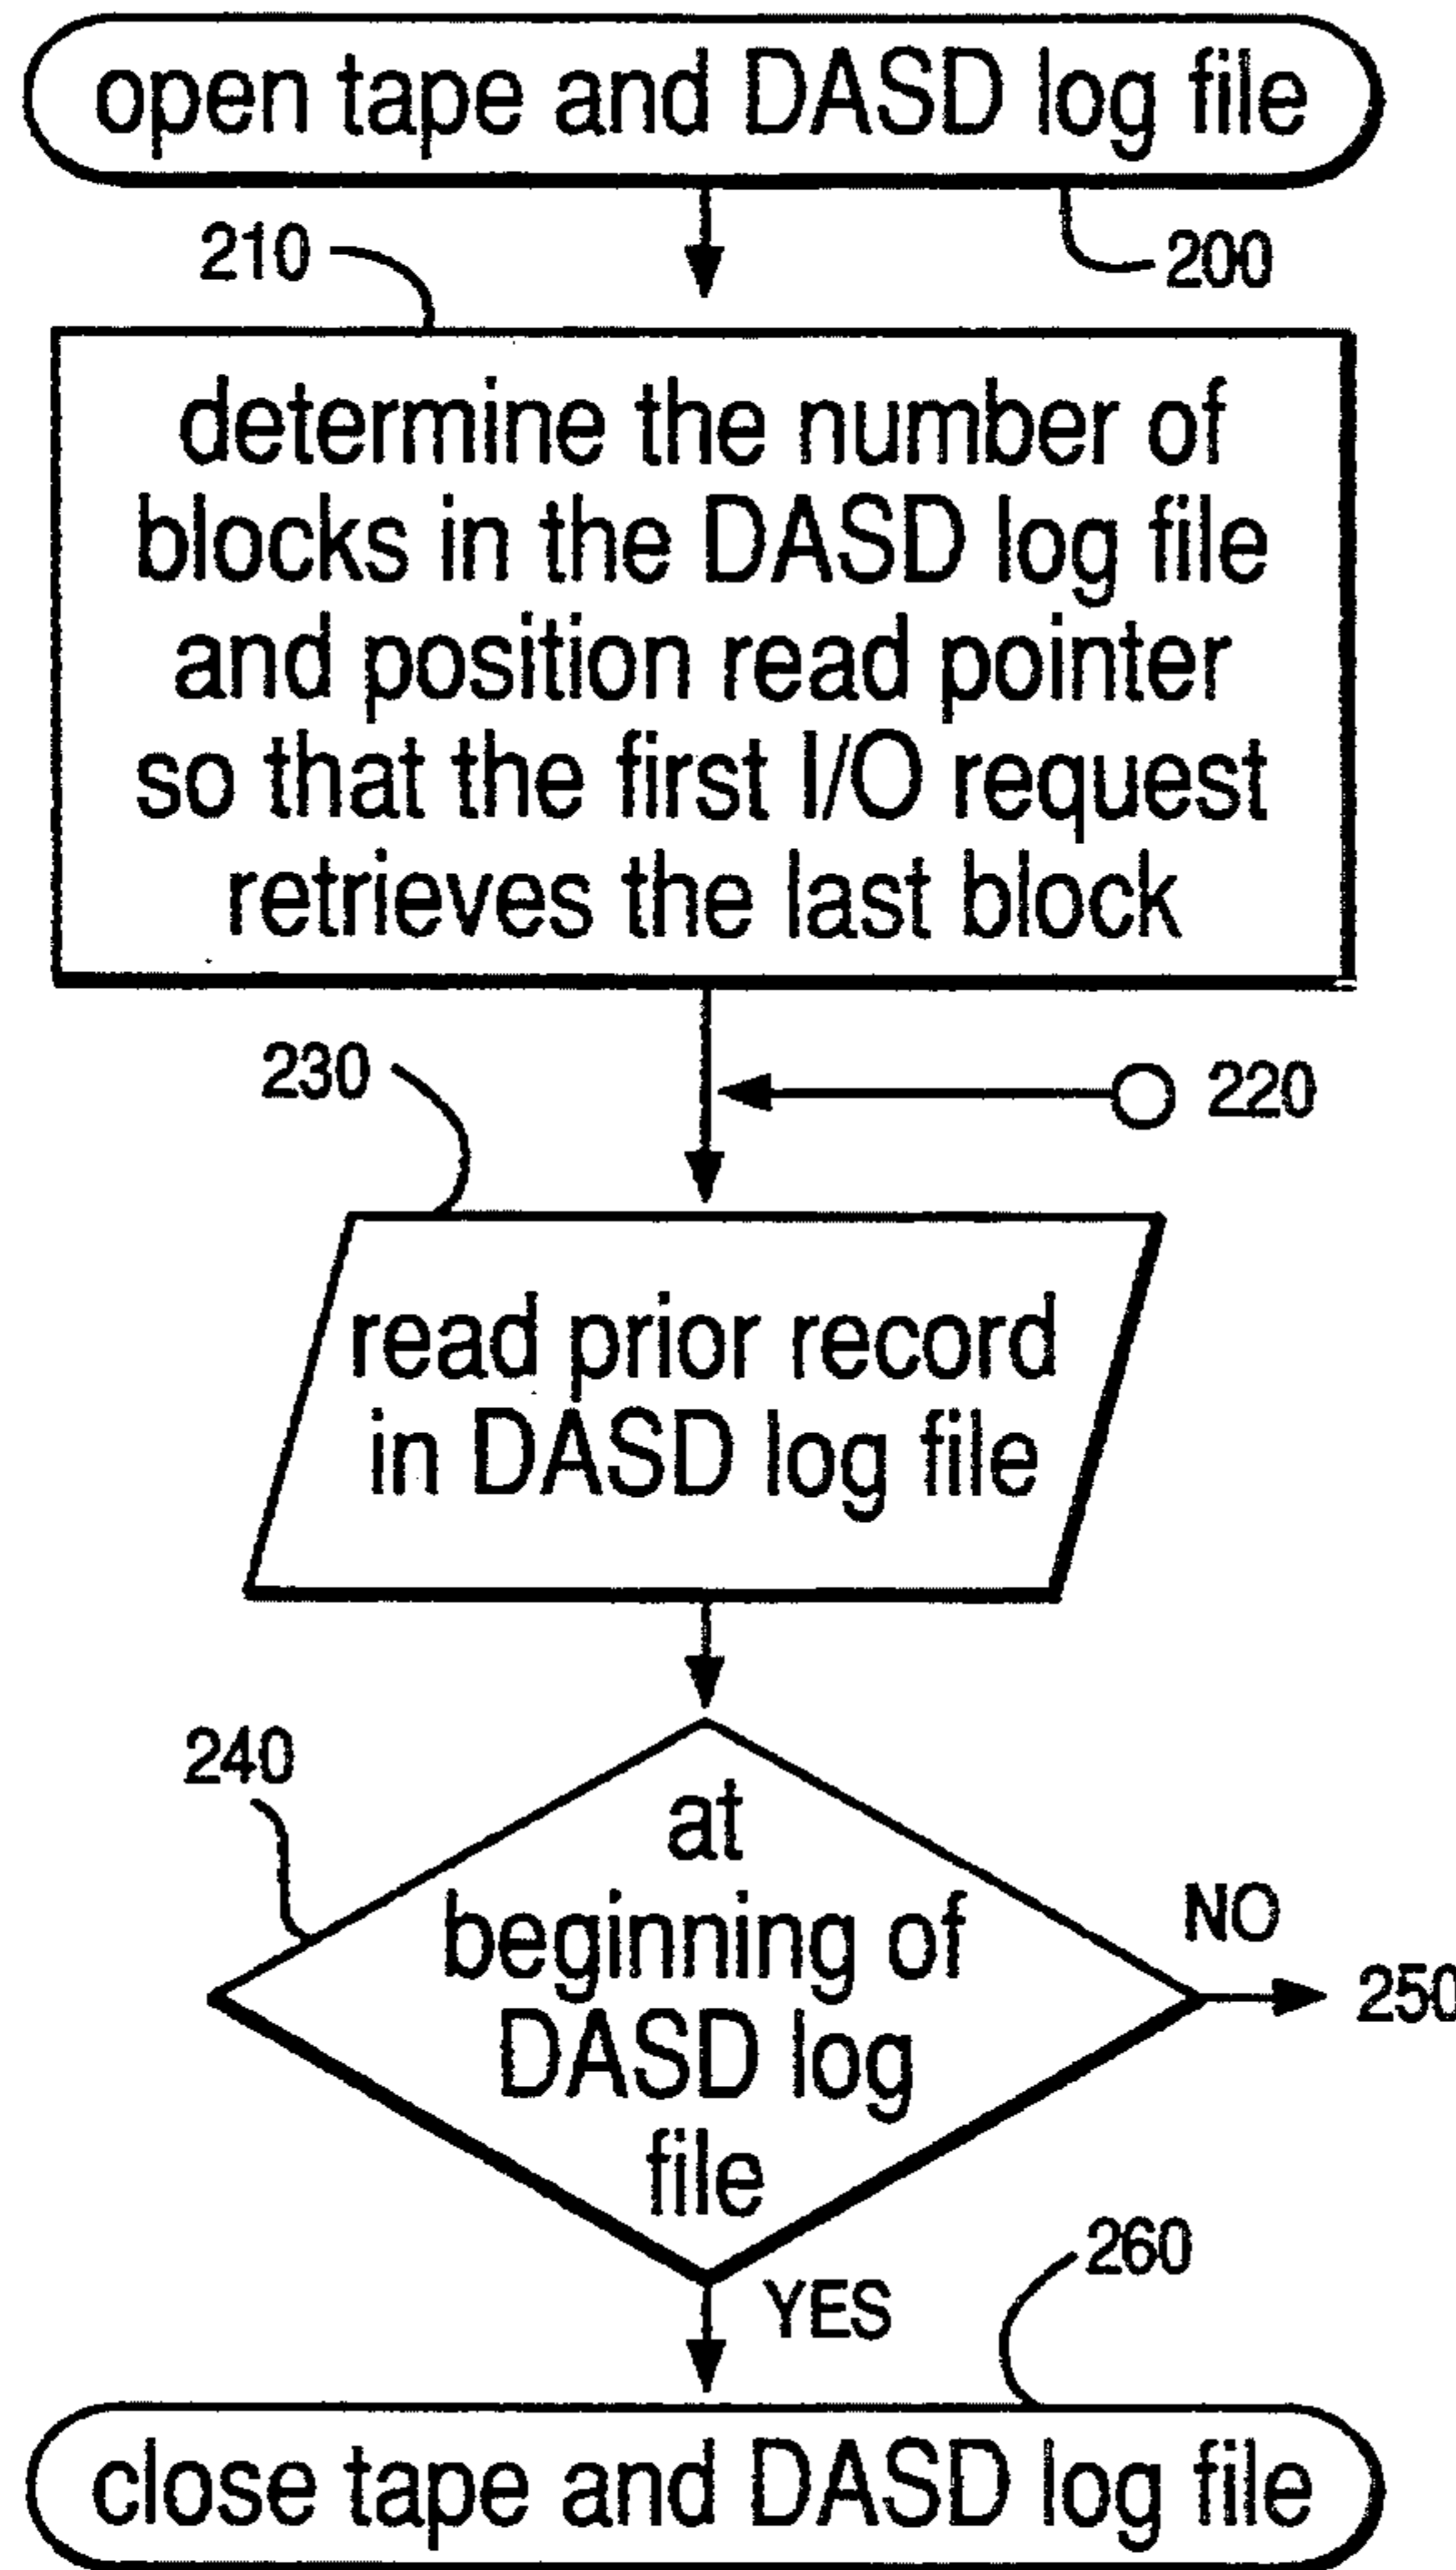 open tape and DASD log file
210
200
determine the number of
blocks in the DASD log file
and position read pointer
so that the first I/O request
retrieves the last block
230
220
read prior record
in DASD log file
240
at
beginning of
DASD log
file
NO
250
260
YES
close tape and DASD log file